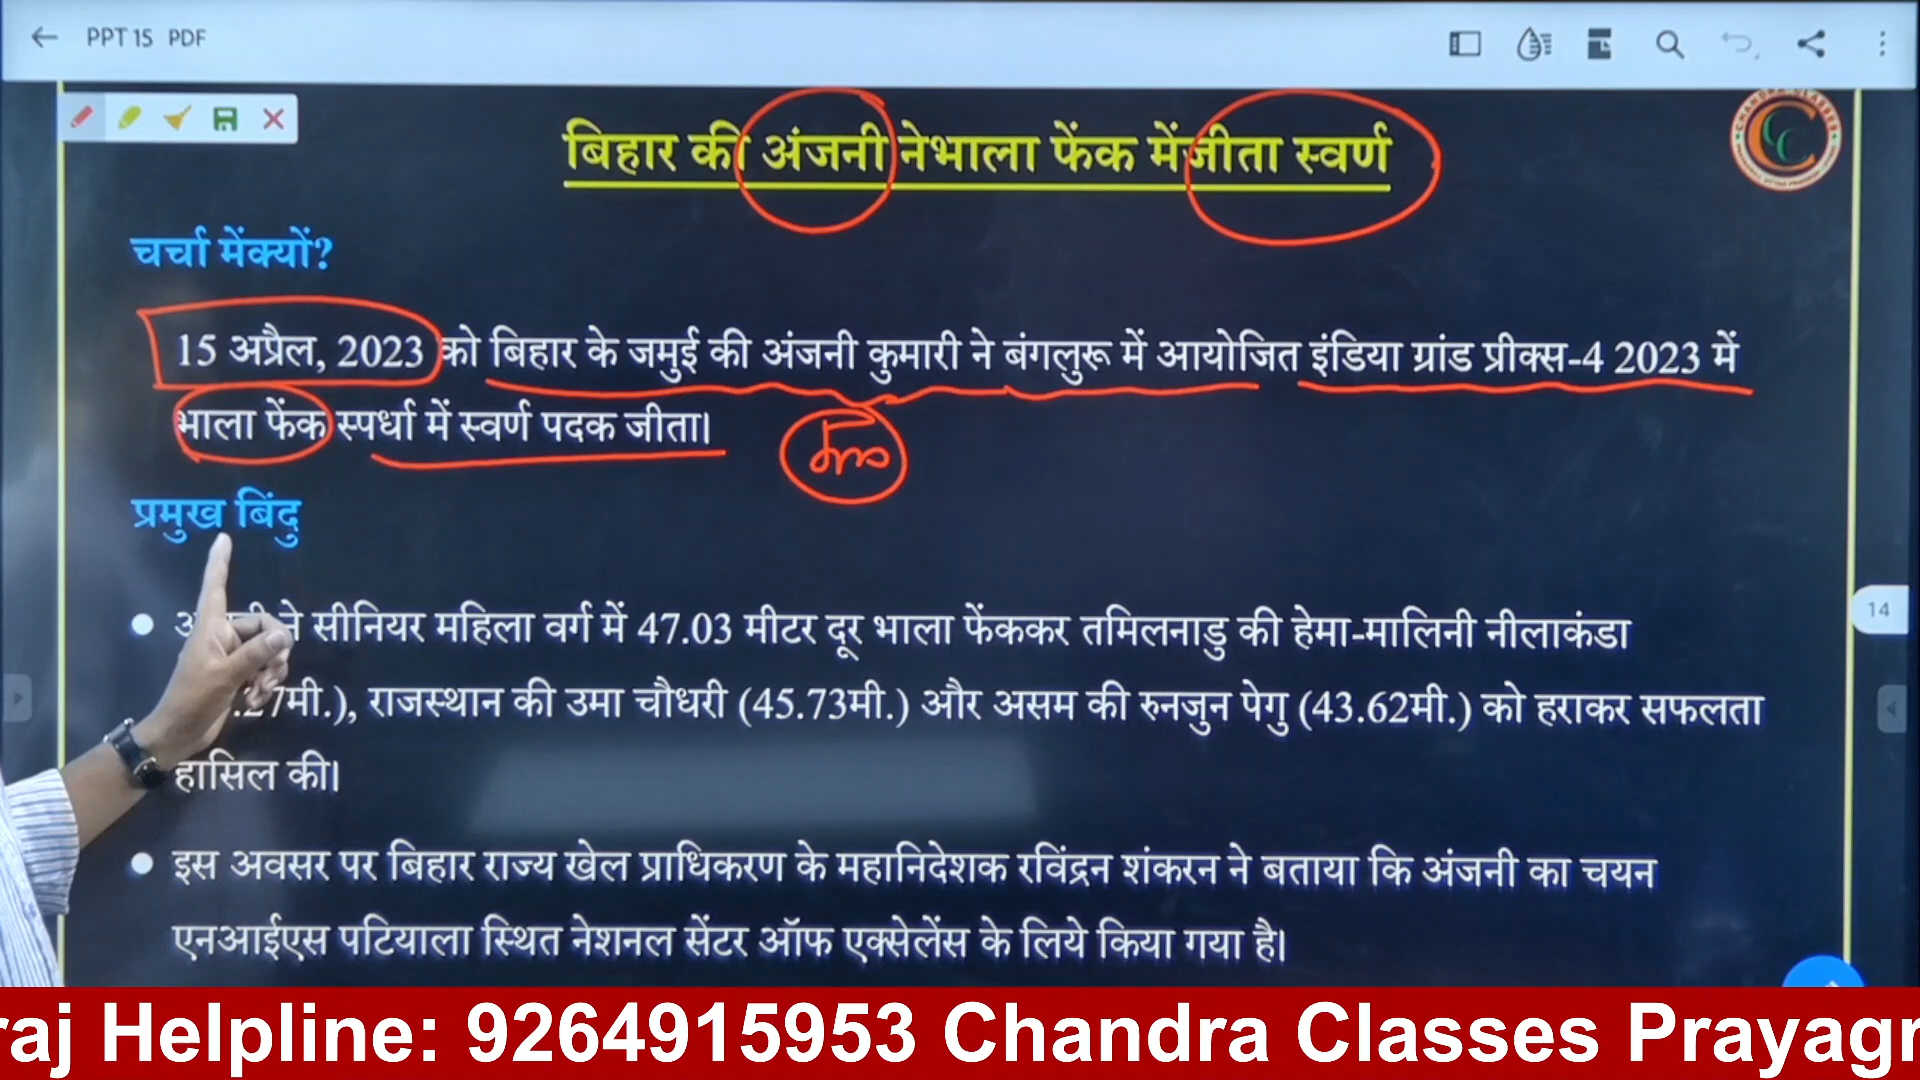 PPT 15 PDF
बिहार की अंजनी नेभाला फेंक मेंजीता स्वर्ण
चर्चा मेंक्यों?
15 अप्रैल, 2023 को बिहार के जमुई की अंजनी कुमारी ने बंगलुरू में आयोजित इंडिया ग्रांड प्रीक्स-4 2023 में
भाला फेंक स्पर्धा में स्वर्ण पदक जीता।
प्रमुख बिंदु
ने सीनियर महिला वर्ग में 47.03 मीटर दूर भाला फेंककर तमिलनाडु की हेमा-मालिनी नीलाकंडा
14
.27मी.), राजस्थान की उमा चौधरी (45.73मी.) और असम की रुनजुन पेगु (43.62मी.) को हराकर सफलता
हासिल की।
इस अवसर पर बिहार राज्य खेल प्राधिकरण के महानिदेशक रविंद्रन शंकरन ने बताया कि अंजनी का चयन
एनआईएस पटियाला स्थित नेशनल सेंटर ऑफ एक्सेलेंस के लिये किया गया है।
raj Helpline: 9264915953 Chandra Classes Prayagr